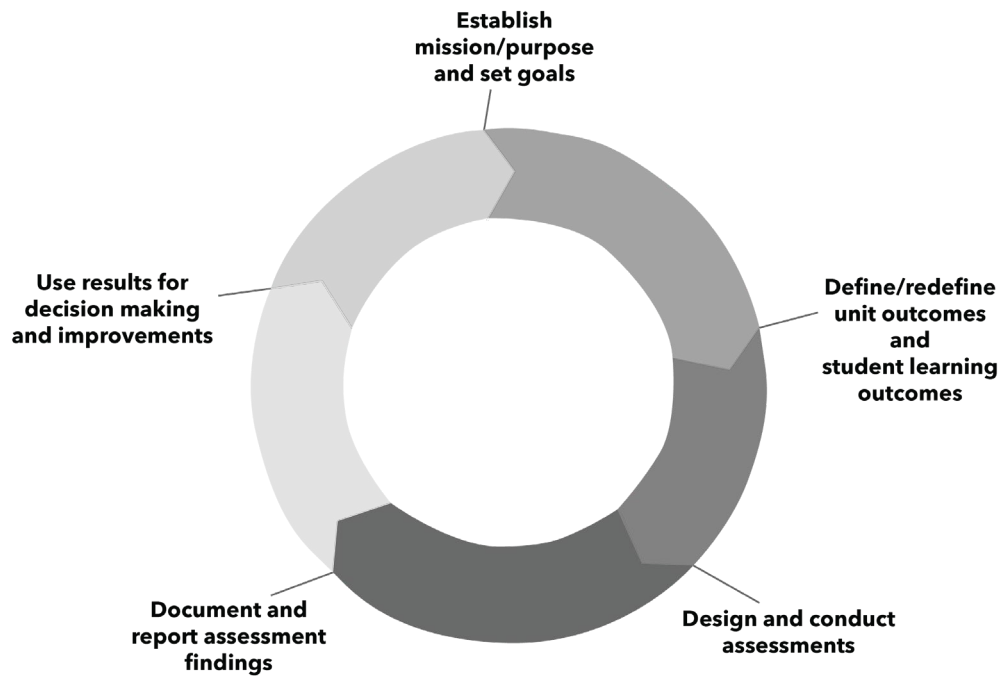 Establish
mission/purpose
and set goals
Define/redefine
unit outcomes
and
student learning
outcomes
Design and conduct
assessments
Document and
report assessment
findings
Use results for
decision making
and improvements